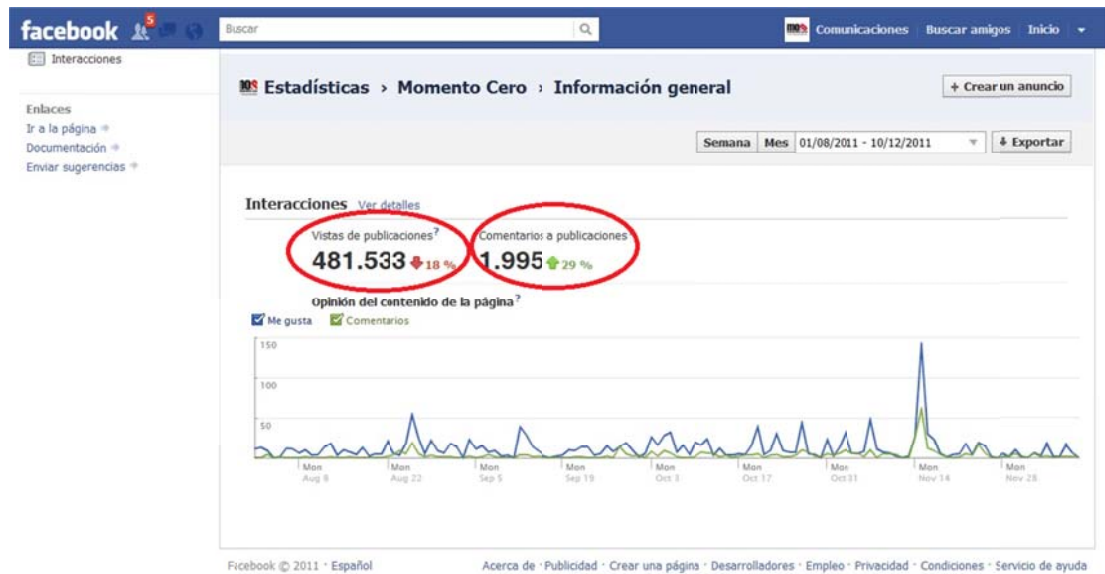 facebook 5 Buscar Comunicaciones Buscar amigos Inicio
Interacciones
Estadísticas › Momento Cero › Información general + Crear un anuncio
Enlaces
Ir a la página
Documentación
Enviar sugerencias
Semana Mes 01/08/2011 - 10/12/2011 Exportar
Interacciones Ver detalles
Vistas de publicaciones? Comentarios a publicaciones
481.533 18 % 1.995 29 %
Opinión del contenido de la página?
Me gusta Comentarios
150
100
50
Mon Mon Mon Mon Mon Mon Mon Mon Mon
Aug 8 Aug 22 Sep 5 Sep 19 Oct 3 Oct 17 Oct 31 Nov 14 Nov 28
Facebook © 2011 · Español Acerca de · Publicidad · Crear una página · Desarrolladores · Empleo · Privacidad · Condiciones · Servicio de ayuda